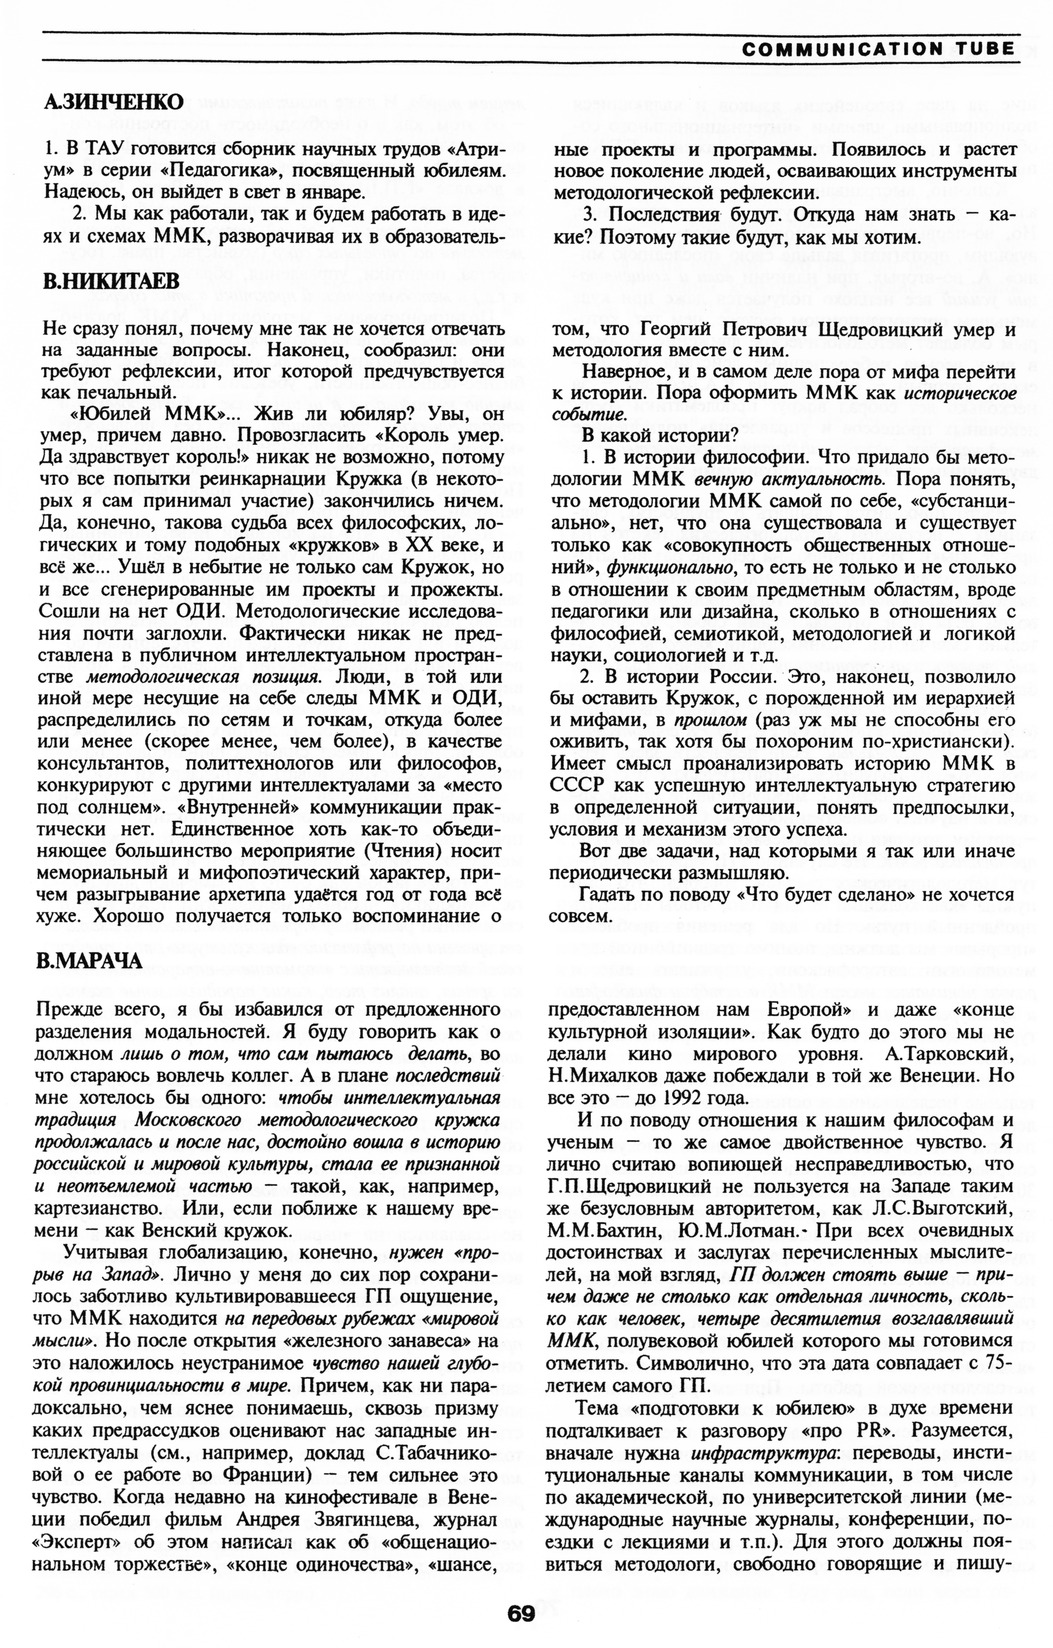 COMMUNICATION TUBE
А.ЗИНЧЕНКО
1. В ТАУ готовится сборник научных трудов «Атри-
ум» в серии «Педагогика», посвященный юбилеям.
Надеюсь, он выйдет в свет в январе.
2. Мы как работали, так и будем работать в иде-
ях и схемах ММК, разворачивая их в образователь-
ные проекты и программы. Появилось и растет
новое поколение людей, осваивающих инструменты
методологической рефлексии.
3. Последствия будут. Откуда нам знать — ка-
кие? Поэтому такие будут, как мы хотим.
В.НИКИТАЕВ
Не сразу понял, почему мне так не хочется отвечать
на заданные вопросы. Наконец, сообразил: они
требуют рефлексии, итог которой предчувствуется
как печальный.
«Юбилей ММК»... Жив ли юбиляр? Увы, он
умер, причем давно. Провозгласить «Король умер.
Да здравствует король!» никак не возможно, потому
что все попытки реинкарнации Кружка (в некото-
рых я сам принимал участие) закончились ничем.
Да, конечно, такова судьба всех философских, ло-
гических и тому подобных «кружков» в XX веке, и
всё же... Ушёл в небытие не только сам Кружок, но
и все сгенерированные им проекты и прожекты.
Сошли на нет ОДИ. Методологические исследова-
ния почти заглохли. Фактически никак не пред-
ставлена в публичном интеллектуальном простран-
стве методологическая позиция. Люди, в той или
иной мере несущие на себе следы ММК и ОДИ,
распределились по сетям и точкам, откуда более
или менее (скорее менее, чем более), в качестве
консультантов, политтехнологов или философов,
конкурируют с другими интеллектуалами за «место
под солнцем». «Внутренней» коммуникации прак-
тически нет. Единственное хоть как-то объеди-
няющее большинство мероприятие (Чтения) носит
мемориальный и мифопоэтический характер, при-
чем разыгрывание архетипа удаётся год от года всё
хуже. Хорошо получается только воспоминание о
том, что Георгий Петрович Щедровицкий умер и
методология вместе с ним.
Наверное, и в самом деле пора от мифа перейти
к истории. Пора оформить ММК как историческое
событие.
В какой истории?
1. В истории философии. Что придало бы мето-
дологии ММК вечную актуальность. Пора понять,
что методологии ММК самой по себе, «субстанци-
ально», нет, что она существовала и существует
только как «совокупность общественных отноше-
ний», функционально, то есть не только и не столько
в отношении к своим предметным областям, вроде
педагогики или дизайна, сколько в отношениях с
философией, семиотикой, методологией и логикой
науки, социологией и т.д.
2. В истории России. Это, наконец, позволило
бы оставить Кружок, с порожденной им иерархией
и мифами, в прошлом (раз уж мы не способны его
оживить, так хотя бы похороним по-христиански).
Имеет смысл проанализировать историю ММК в
СССР как успешную интеллектуальную стратегию
в определенной ситуации, понять предпосылки,
условия и механизм этого успеха.
Вот две задачи, над которыми я так или иначе
периодически размышляю.
Гадать по поводу «Что будет сделано» не хочется
совсем.
В.МАРАЧА
Прежде всего, я бы избавился от предложенного
разделения модальностей. Я буду говорить как о
должном лишь о том, что сам пытаюсь делать, во
что стараюсь вовлечь коллег. А в плане последствий
мне хотелось бы одного: чтобы интеллектуальная
традиция Московского методологического кружка
продолжалась и после нас, достойно вошла в историю
российской и мировой культуры, стала ее признанной
и неотъемлемой частью — такой, как, например,
картезианство. Или, если поближе к нашему вре-
мени — как Венский кружок.
Учитывая глобализацию, конечно, нужен «про-
рыв на Запад». Лично у меня до сих пор сохрани-
лось заботливо культивировавшееся ГП ощущение,
что ММК находится на передовых рубежах «мировой
мысли». Но после открытия «железного занавеса» на
это наложилось неустранимое чувство нашей глубо-
кой провинциальности в мире. Причем, как ни пара-
доксально, чем яснее понимаешь, сквозь призму
каких предрассудков оценивают нас западные ин-
теллектуалы (см., например, доклад С.Табачнико-
вой о ее работе во Франции) — тем сильнее это
чувство. Когда недавно на кинофестивале в Вене-
ции победил фильм Андрея Звягинцева, журнал
«Эксперт» об этом написал как об «общенацио-
нальном торжестве», «конце одиночества», «шансе,
предоставленном нам Европой» и даже «конце
культурной изоляции». Как будто до этого мы не
делали кино мирового уровня. А.Тарковский,
Н.Михалков даже побеждали в той же Венеции. Но
все это — до 1992 года.
И по поводу отношения к нашим философам и
ученым — то же самое двойственное чувство. Я
лично считаю вопиющей несправедливостью, что
Г.П.Щедровицкий не пользуется на Западе таким
же безусловным авторитетом, как Л.С.Выготский,
М.М.Бахтин, Ю.М.Лотман. При всех очевидных
достоинствах и заслугах перечисленных мыслите-
лей, на мой взгляд, ГП должен стоять выше — при-
чем даже не столько как отдельная личность, сколь-
ко как человек, четыре десятилетия возглавлявший
ММК, полувековой юбилей которого мы готовимся
отметить. Символично, что эта дата совпадает с 75-
летием самого ГП.
Тема «подготовки к юбилею» в духе времени
подталкивает к разговору «про PR». Разумеется,
вначале нужна инфраструктура: переводы, инсти-
туциональные каналы коммуникации, в том числе
по академической, по университетской линии (ме-
ждународные научные журналы, конференции, по-
ездки с лекциями и т.п.). Для этого должны поя-
виться методологи, свободно говорящие и пишу-
69